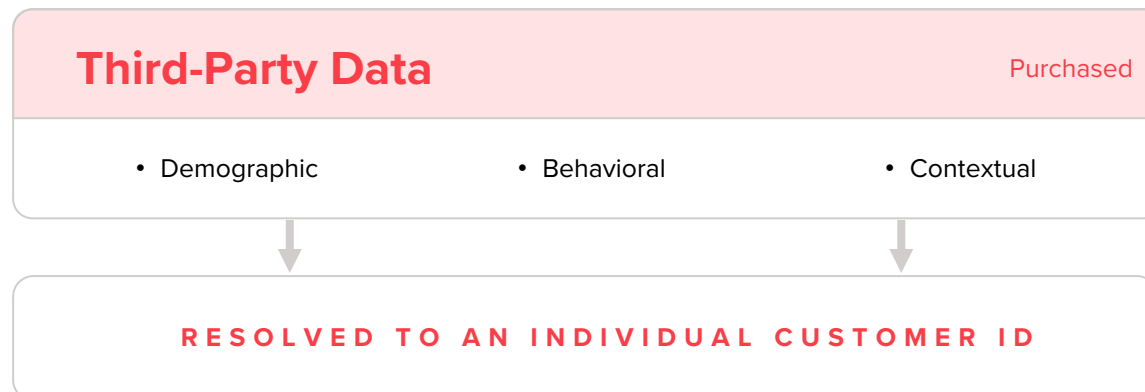 Third-Party Data
Purchased
• Demographic
• Behavioral
• Contextual
RESOLVED TO AN INDIVIDUAL CUSTOMER ID